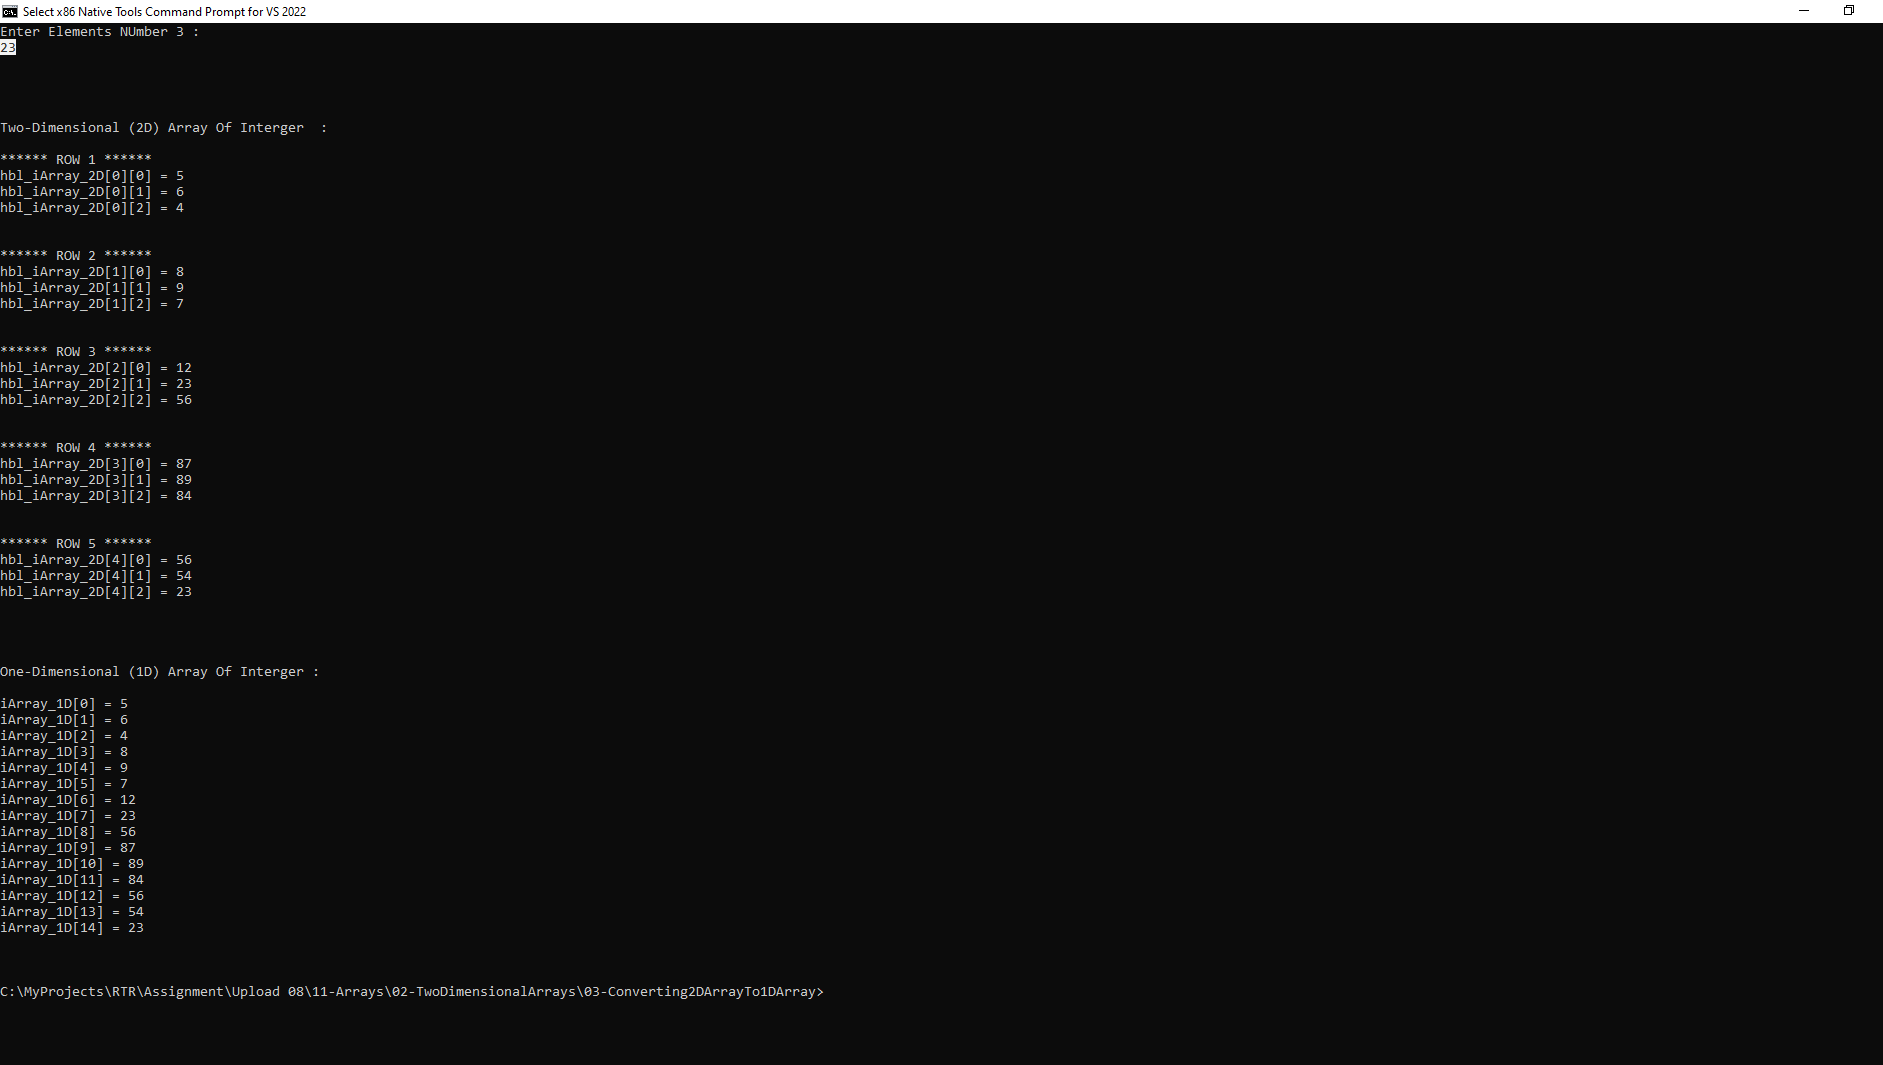 Select x86 Native Tools Command Prompt for VS 2022
Enter Elements NUmber 3 :
23
Two-Dimensional (2D) Array Of Interger  :
****** ROW 1 ******
hbl_iArray_2D[0][0] = 5
hbl_iArray_2D[0][1] = 6
hbl_iArray_2D[0][2] = 4
****** ROW 2 ******
hbl_iArray_2D[1][0] = 8
hbl_iArray_2D[1][1] = 9
hbl_iArray_2D[1][2] = 7
****** ROW 3 ******
hbl_iArray_2D[2][0] = 12
hbl_iArray_2D[2][1] = 23
hbl_iArray_2D[2][2] = 56
****** ROW 4 ******
hbl_iArray_2D[3][0] = 87
hbl_iArray_2D[3][1] = 89
hbl_iArray_2D[3][2] = 84
****** ROW 5 ******
hbl_iArray_2D[4][0] = 56
hbl_iArray_2D[4][1] = 54
hbl_iArray_2D[4][2] = 23
One-Dimensional (1D) Array Of Interger :
iArray_1D[0] = 5
iArray_1D[1] = 6
iArray_1D[2] = 4
iArray_1D[3] = 8
iArray_1D[4] = 9
iArray_1D[5] = 7
iArray_1D[6] = 12
iArray_1D[7] = 23
iArray_1D[8] = 56
iArray_1D[9] = 87
iArray_1D[10] = 89
iArray_1D[11] = 84
iArray_1D[12] = 56
iArray_1D[13] = 54
iArray_1D[14] = 23
C:\MyProjects\RTR\Assignment\Upload 08\11-Arrays\02-TwoDimensionalArrays\03-Converting2DArrayTo1DArray>